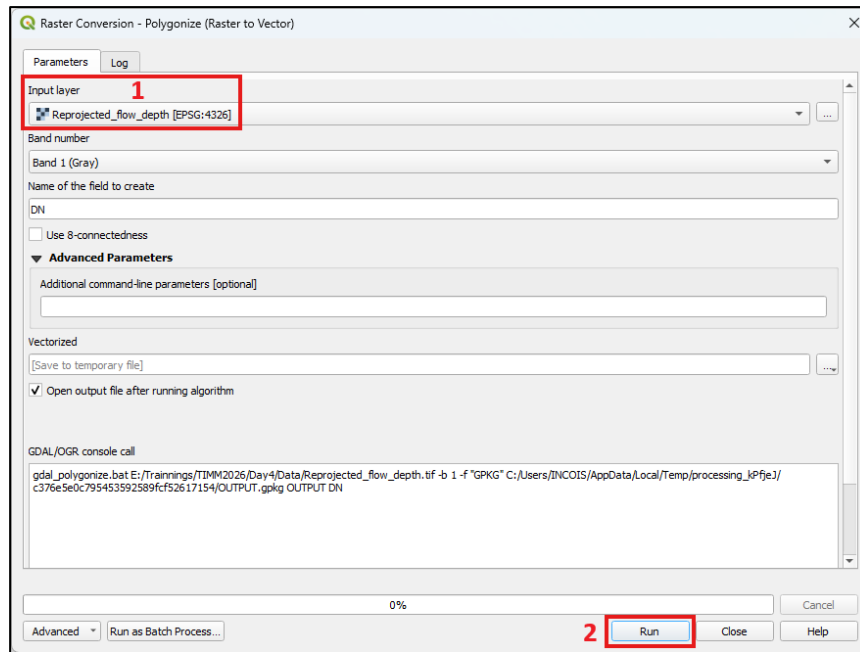 Raster Conversion - Polygonize (Raster to Vector)
Parameters Log
1
Input layer
Reprojected_flow_depth [EPSG:4326]
...
Band number
Band 1 (Gray)
Name of the field to create
DN
Use 8-connectedness
Advanced Parameters
Additional command-line parameters [optional]
Vectorized
[Save to temporary file]
...
Open output file after running algorithm
GDAL/OGR console call
gdal_polygonize.bat E:/Trainnings/TIMM2026/Day4/Data/Reprojected_flow_depth.tif -b 1 -f "GPKG" C:/Users/INCOIS/AppData/Local/Temp/processing_kPfjeJ/
c376e5e0c795453592589fcf52617154/OUTPUT.gpkg OUTPUT DN
0% Cancel
Advanced Run as Batch Process... 2 Run Close Help